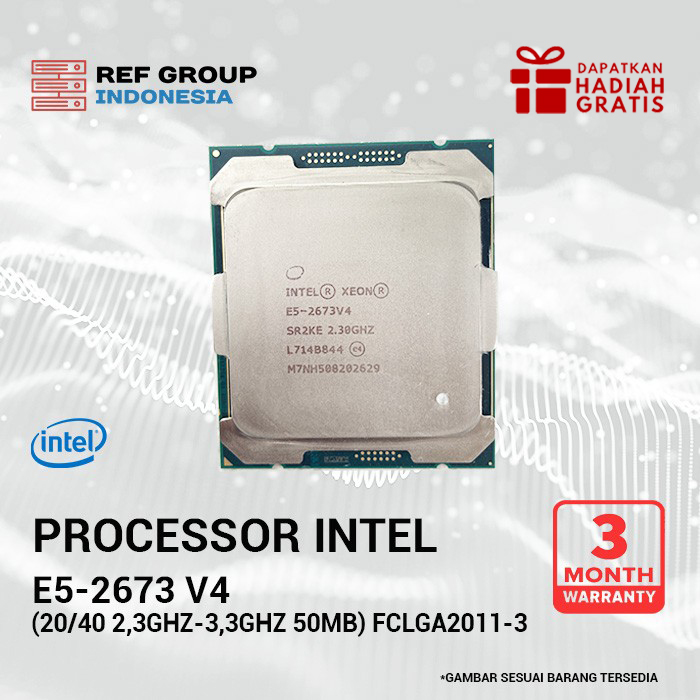 REF GROUP
INDONESIA
DAPATKAN
HADIAH
GRATIS
INTEL® XEON®
E5-2673V4
SR2KE 2.30GHZ
L714B844 e4
M7NH508202629
intel
PROCESSOR INTEL
E5-2673 V4
(20/40 2,3GHZ-3,3GHZ 50MB) FCLGA2011-3
3
MONTH
WARRANTY
*GAMBAR SESUAI BARANG TERSEDIA